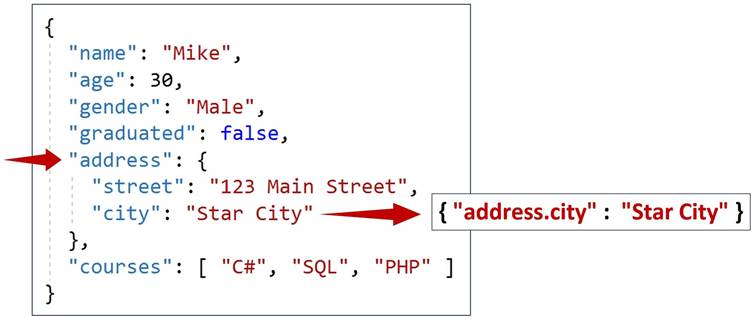 {
"name": "Mike",
"age": 30,
"gender": "Male",
"graduated": false,
"address": {
"street": "123 Main Street",
"city": "Star City"
{ "address.city" : "Star City" }
},
"courses": [ "C#", "SQL", "PHP" ]
}